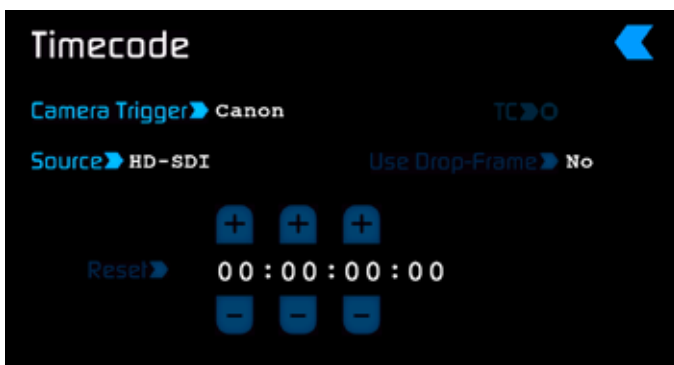 Timecode
Camera Trigger Canon TC
Source HD-SDI Use Drop-Frame No
+ + +
Reset 00:00:00:00
- - -